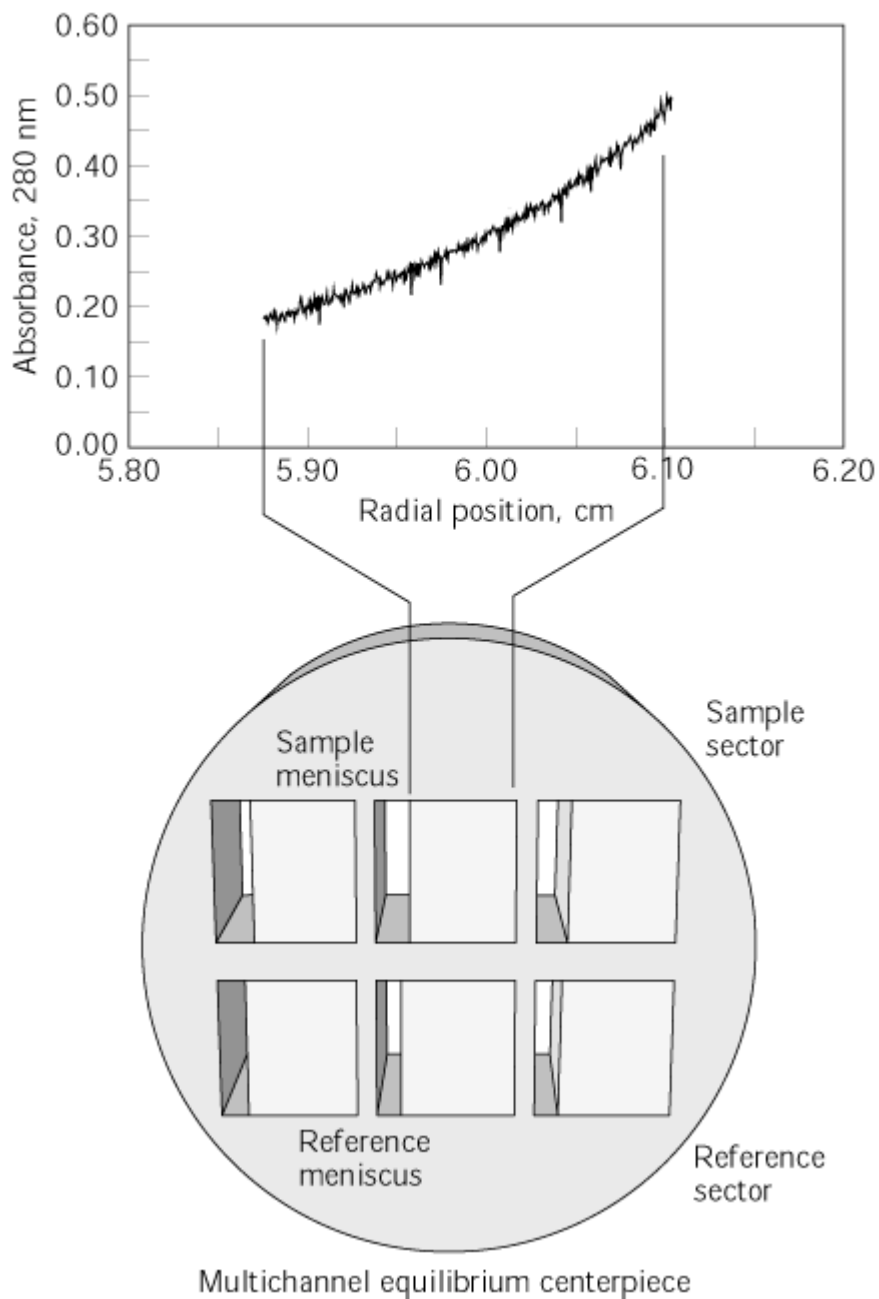 0.60
0.50
0.40
0.30
0.20
0.10
0.00
Absorbance, 280 nm
5.80
5.90
6.00
6.10
6.20
Radial position, cm
Sample
meniscus
Sample
sector
Reference
meniscus
Reference
sector
Multichannel equilibrium centerpiece